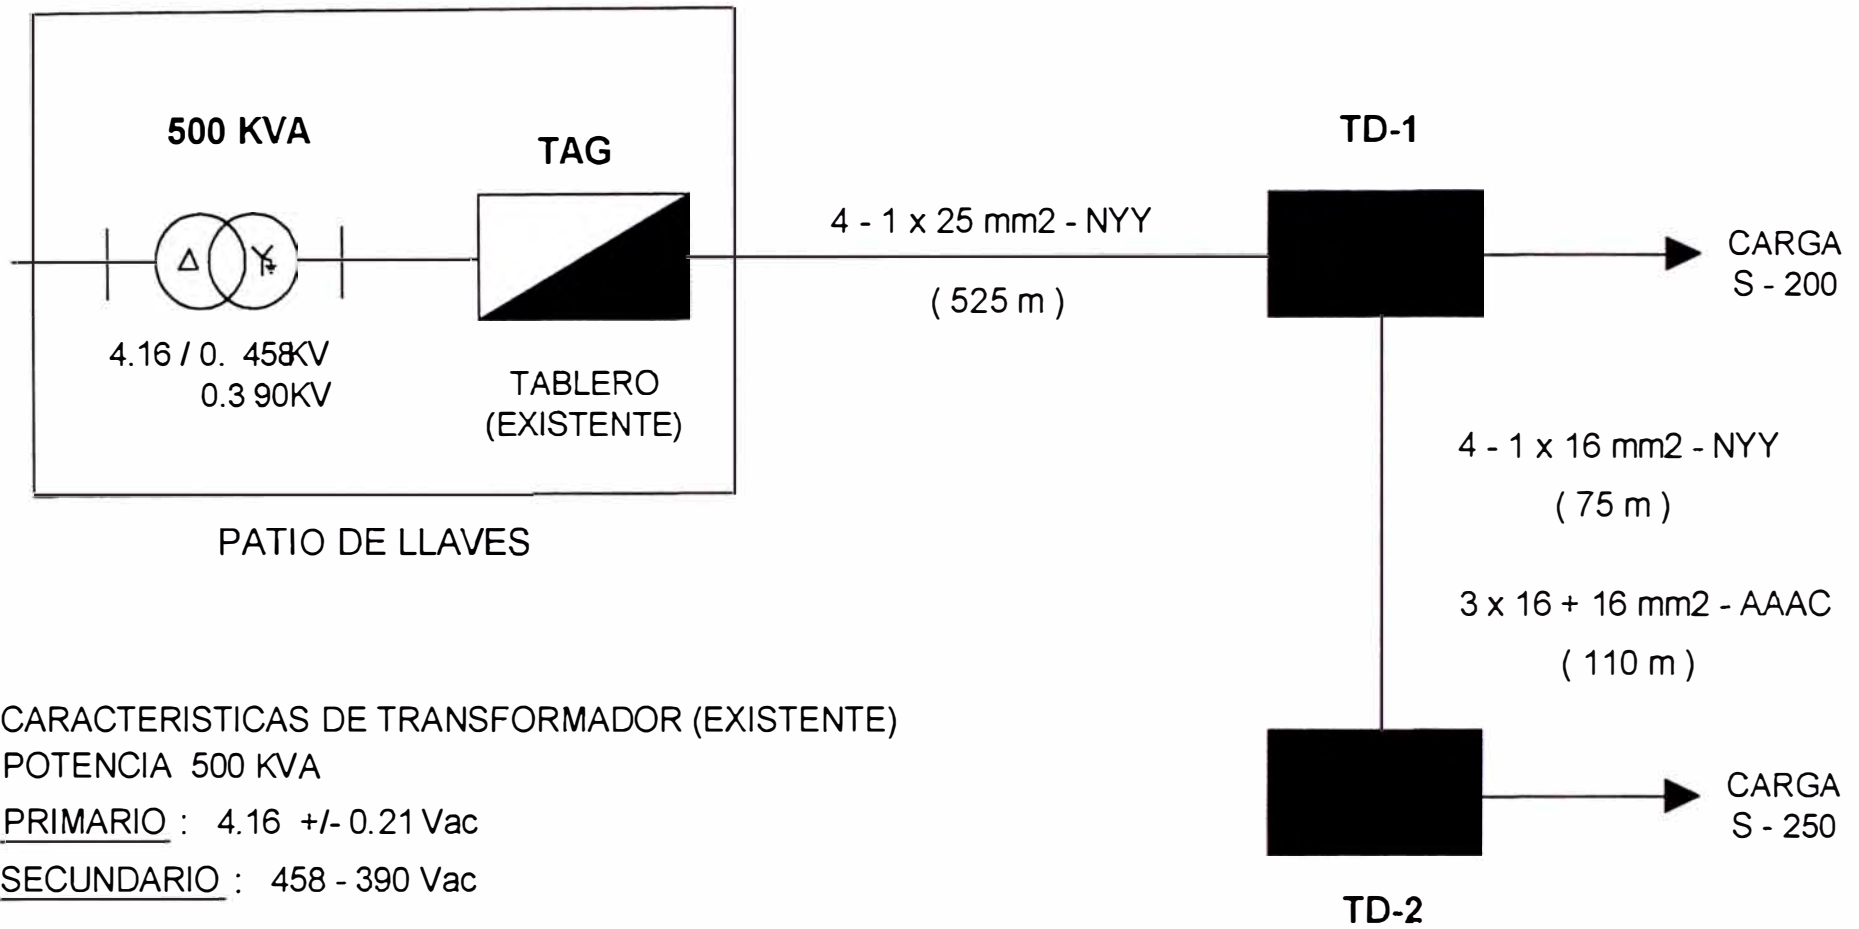 500 KVA
TAG
4.16 / 0. 458KV
0.3 90KV
TABLERO
(EXISTENTE)
PATIO DE LLAVES
4 - 1 x 25 mm2 - NYY
( 525 m )
TD-1
CARGA
S - 200
4 - 1 x 16 mm2 - NYY
( 75 m )
3 x 16 + 16 mm2 - AAAC
( 110 m )
CARGA
S - 250
TD-2
CARACTERISTICAS DE TRANSFORMADOR (EXISTENTE)
POTENCIA 500 KVA
PRIMARIO : 4.16 +/- 0.21 Vac
SECUNDARIO : 458 - 390 Vac